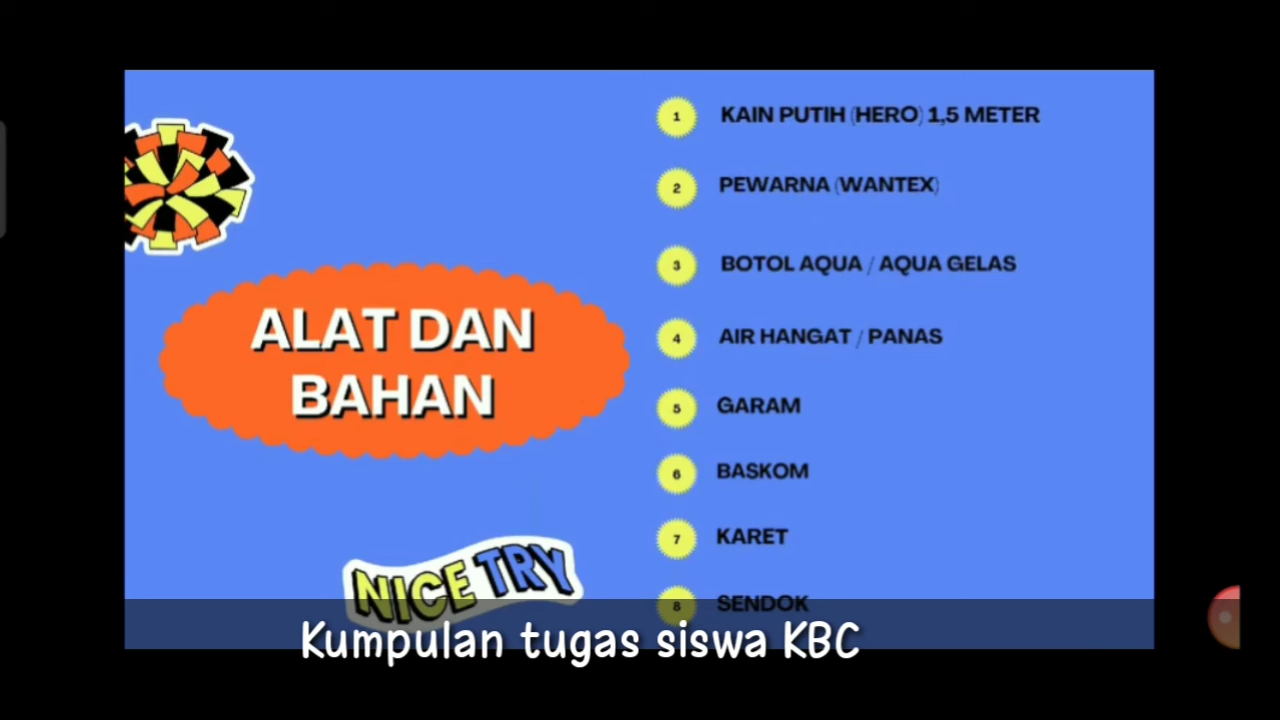 ALAT DAN
BAHAN
NICE TRY
1 KAIN PUTIH (HERO) 1,5 METER
2 PEWARNA (WANTEX)
3 BOTOL AQUA / AQUA GELAS
4 AIR HANGAT / PANAS
5 GARAM
6 BASKOM
7 KARET
8 SENDOK
Kumpulan tugas siswa KBC